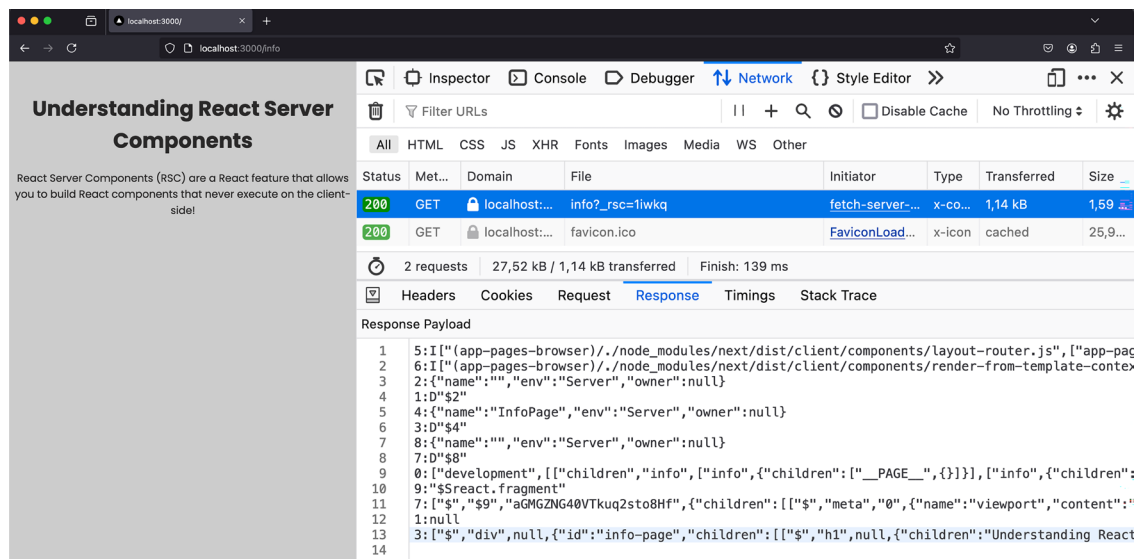 localhost:3000/
localhost:3000/info
Understanding React Server
Components
React Server Components (RSC) are a React feature that allows
you to build React components that never execute on the client-
side!
Inspector Console Debugger Network Style Editor
Filter URLs Disable Cache No Throttling
All HTML CSS JS XHR Fonts Images Media WS Other
Status Met... Domain File Initiator Type Transferred Size
200 GET localhost:... info?_rsc=1iwkq fetch-server-... x-co... 1,14 kB 1,59
200 GET localhost:... favicon.ico FaviconLoad... x-icon cached 25,9...
2 requests 27,52 kB / 1,14 kB transferred Finish: 139 ms
Headers Cookies Request Response Timings Stack Trace
Response Payload
1 5:I["(app-pages-browser)/./node_modules/next/dist/client/components/layout-router.js",["app-pag
2 6:I["(app-pages-browser)/./node_modules/next/dist/client/components/render-from-template-contex
3 2:{"name":"","env":"Server","owner":null}
4 1:D"$2"
5 4:{"name":"InfoPage","env":"Server","owner":null}
6 3:D"$4"
7 8:{"name":"","env":"Server","owner":null}
8 7:D"$8"
9 0:["development",[["children","info",["info",{"children":["__PAGE__",{}]}],["info",{"children":
10 9:"$Sreact.fragment"
11 7:["$","$9","aGMGZNG40VTkuq2sto8Hf",{"children":[["$","meta","0",{"name":"viewport","content":"
12 1:null
13 3:["$","div",null,{"id":"info-page","children":[["$","h1",null,{"children":"Understanding React
14